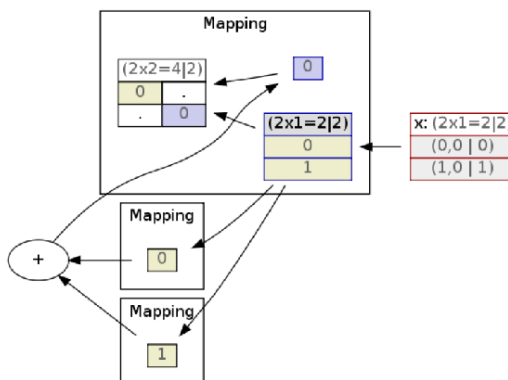 Mapping
(2x2=4|2)
0 .
. 0
0
(2x1=2|2)
0
1
x: (2x1=2|2
(0,0 | 0)
(1,0 | 1)
Mapping
0
+
Mapping
1